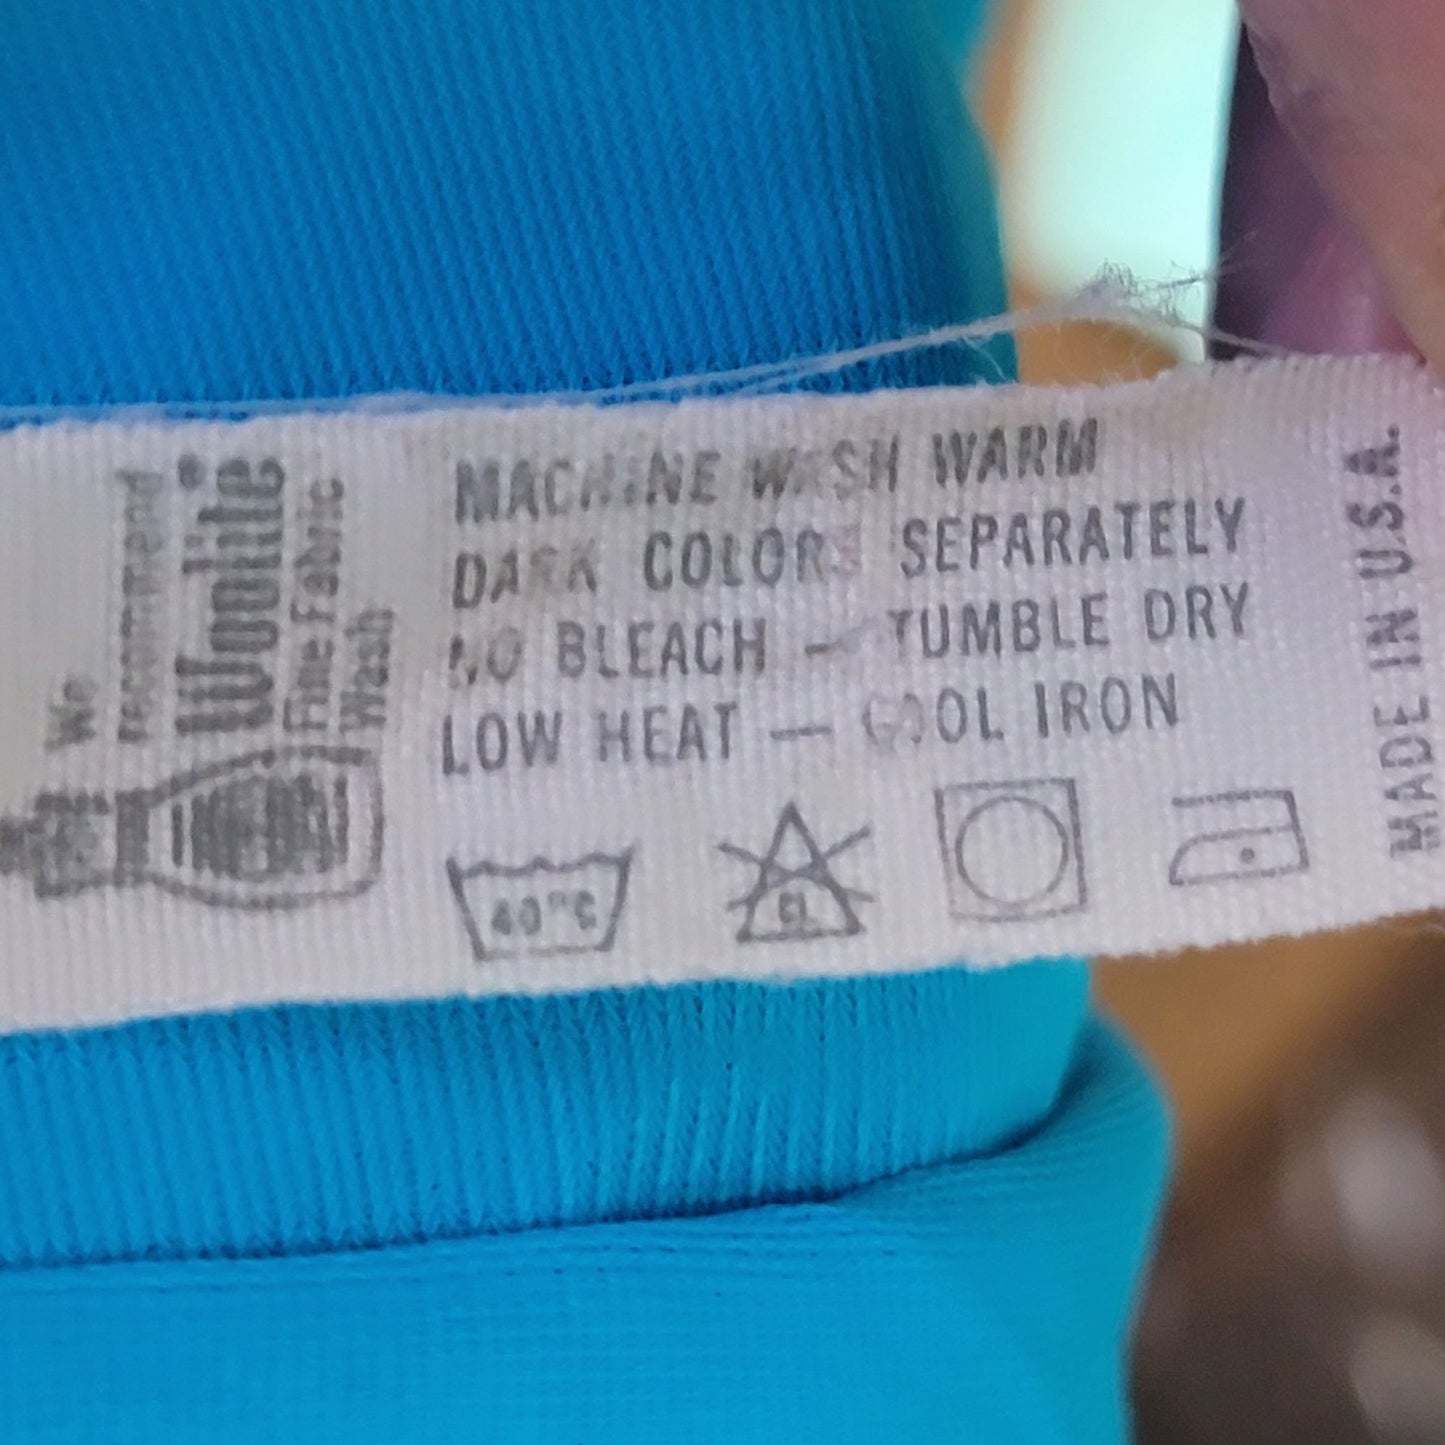 We
recommend
Woolite
Fine Fabric
Wash
MACHINE WASH WARM
DARK COLORS SEPARATELY
NO BLEACH — TUMBLE DRY
LOW HEAT — COOL IRON
40°C
CL
MADE IN U.S.A.